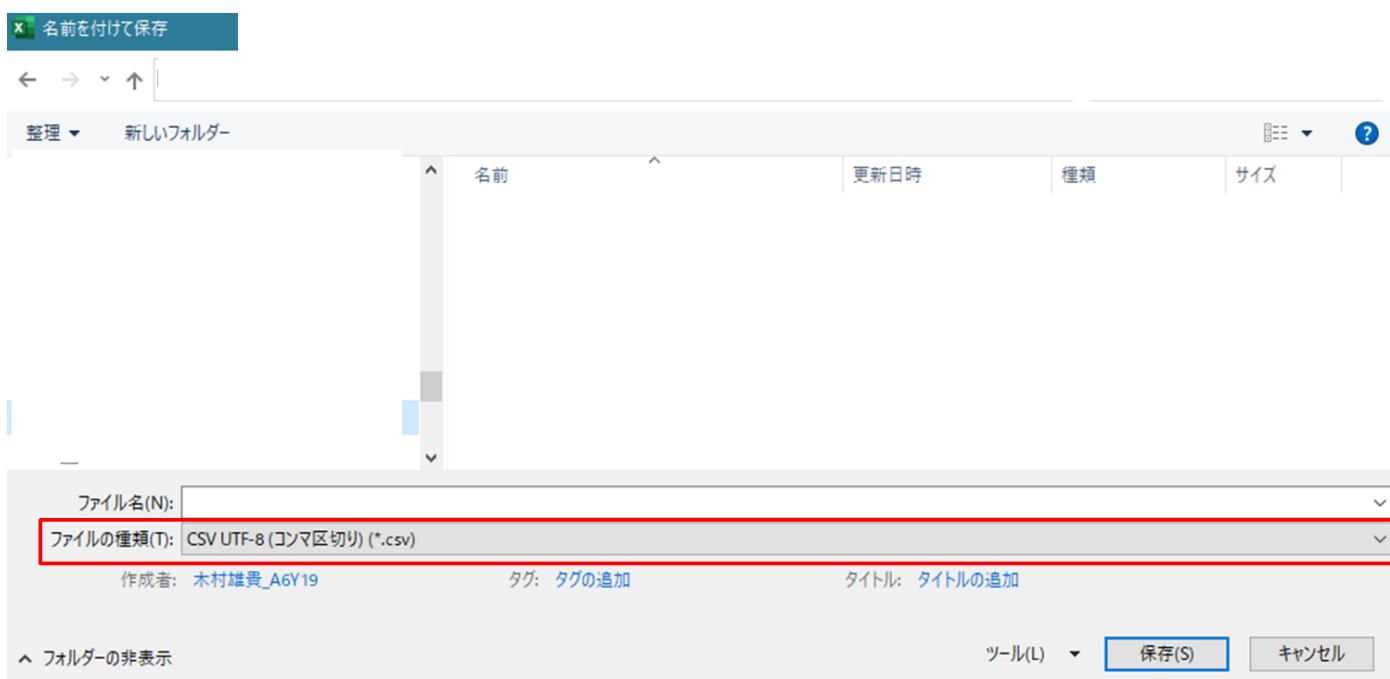 名前を付けて保存
整理 新しいフォルダー
名前 更新日時 種類 サイズ
ファイル名(N):
ファイルの種類(T): CSV UTF-8 (コンマ区切り) (*.csv)
作成者: 木村雄貴_A6Y19 タグ: タグの追加 タイトル: タイトルの追加
フォルダーの非表示 ツール(L) 保存(S) キャンセル